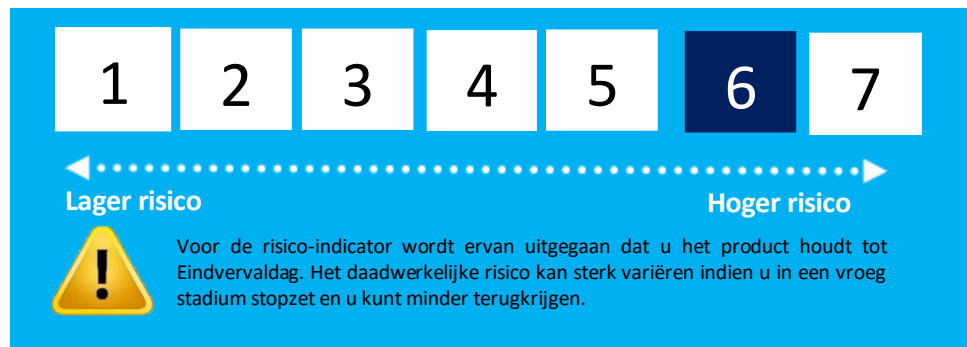 1 2 3 4 5 6 7
Lager risico Hoger risico
Voor de risico-indicator wordt ervan uitgegaan dat u het product houdt tot
Eindvervaldag. Het daadwerkelijke risico kan sterk variëren indien u in een vroeg
stadium stopzet en u kunt minder terugkrijgen.